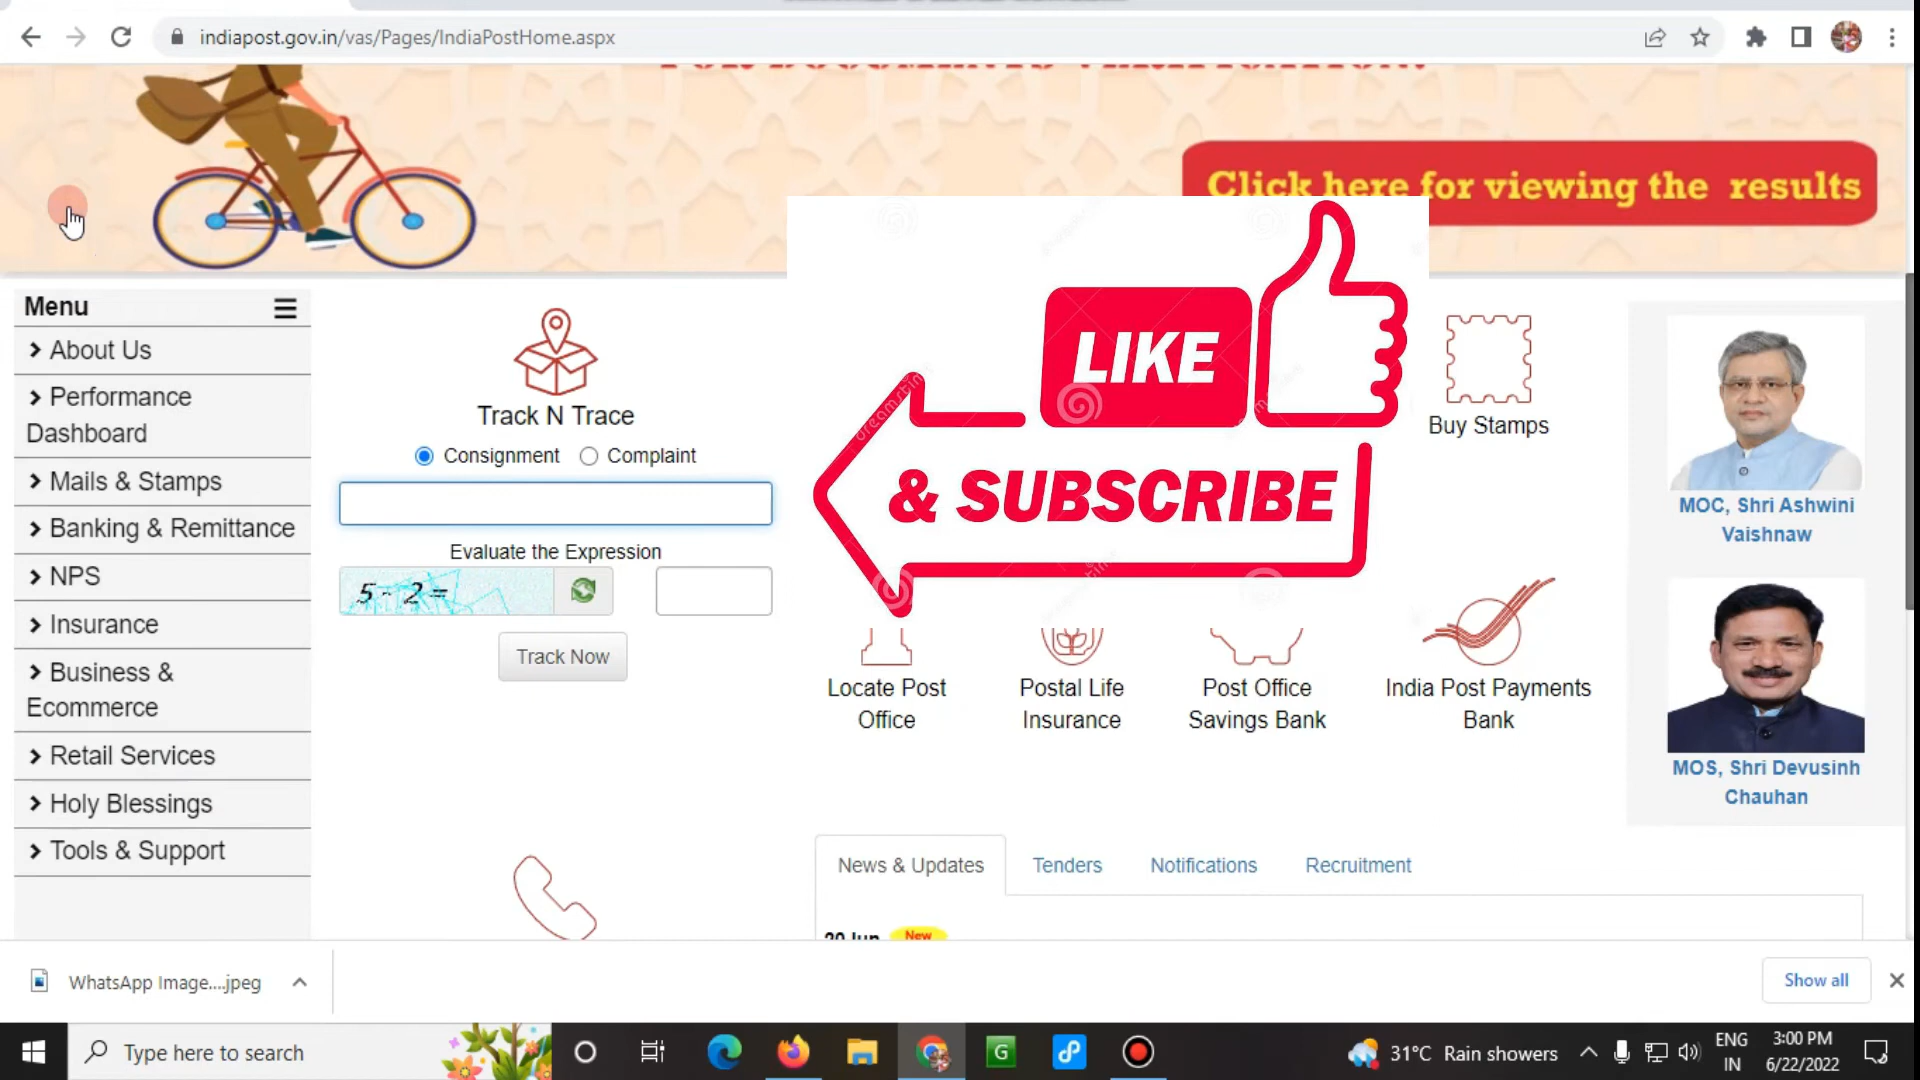 indiapost.gov.in/vas/Pages/IndiaPostHome.aspx
Click here for viewing the results
Menu
About Us
Performance
Dashboard
Mails & Stamps
Banking & Remittance
NPS
Insurance
Business &
Ecommerce
Retail Services
Holy Blessings
Tools & Support
Track N Trace
Consignment
Complaint
Evaluate the Expression
5 - 2 =
Track Now
LIKE
& SUBSCRIBE
dreamstime
Buy Stamps
Locate Post
Office
Postal Life
Insurance
Post Office
Savings Bank
India Post Payments
Bank
MOC, Shri Ashwini
Vaishnaw
MOS, Shri Devusinh
Chauhan
News & Updates
Tenders
Notifications
Recruitment
20 Jun
New
WhatsApp Image....jpeg
Show all
Type here to search
G
31°C Rain showers
ENG
IN
3:00 PM
6/22/2022